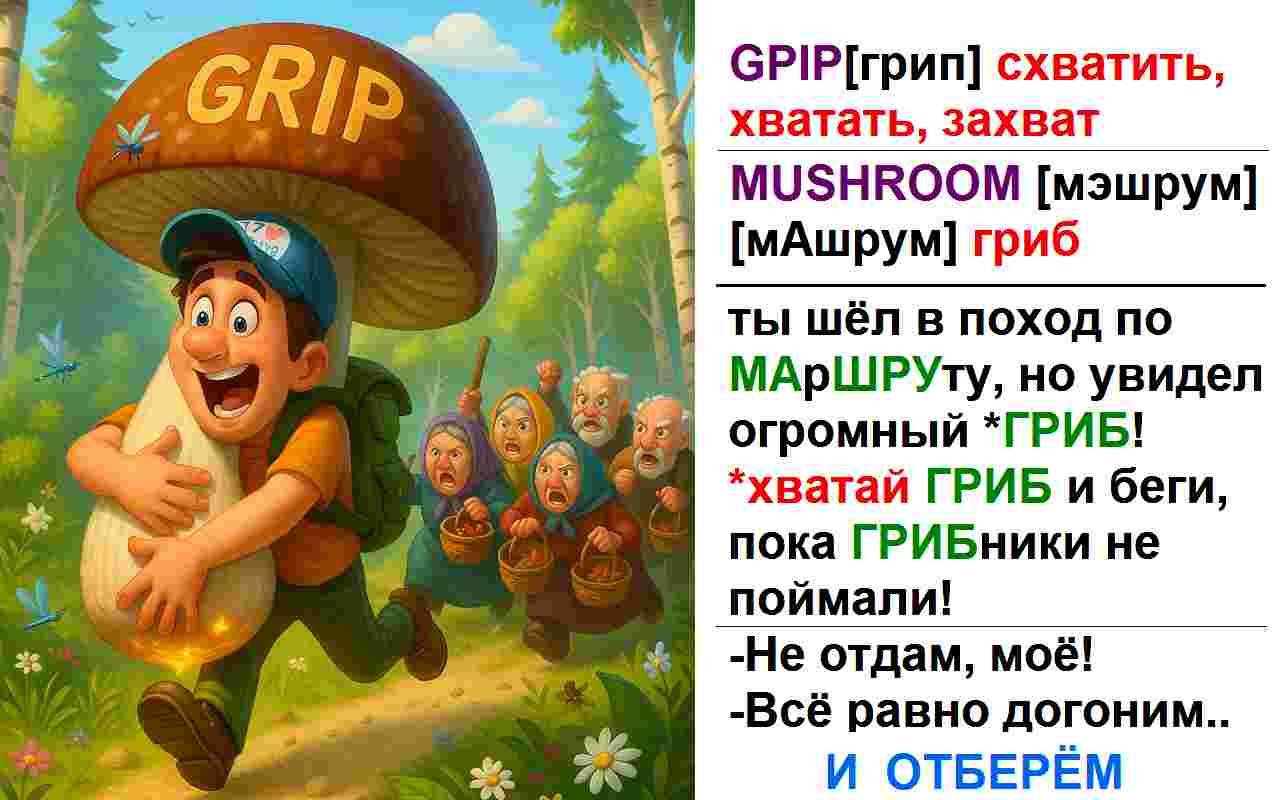 GRIP
GPIP[грип] схватить,
хватать, захват
MUSHROOM [мэшрум]
[мАшрум] гриб
ты шёл в поход по
МАрШРУту, но увидел
огромный *ГРИБ!
*хватай ГРИБ и беги,
пока ГРИБники не
поймали!
-Не отдам, моё!
-Всё равно догоним..
И ОТБЕРЁМ